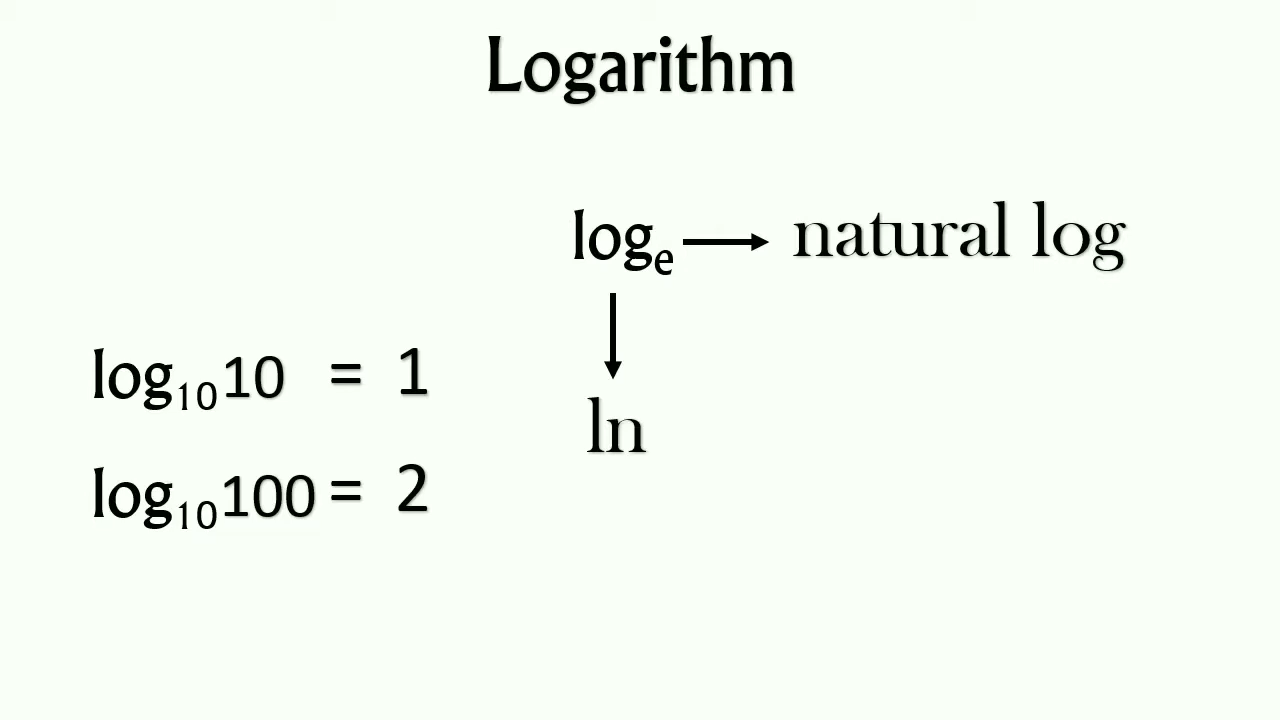 Logarithm
logₑ → natural log
↓
ln
log₁₀10 = 1
log₁₀100 = 2